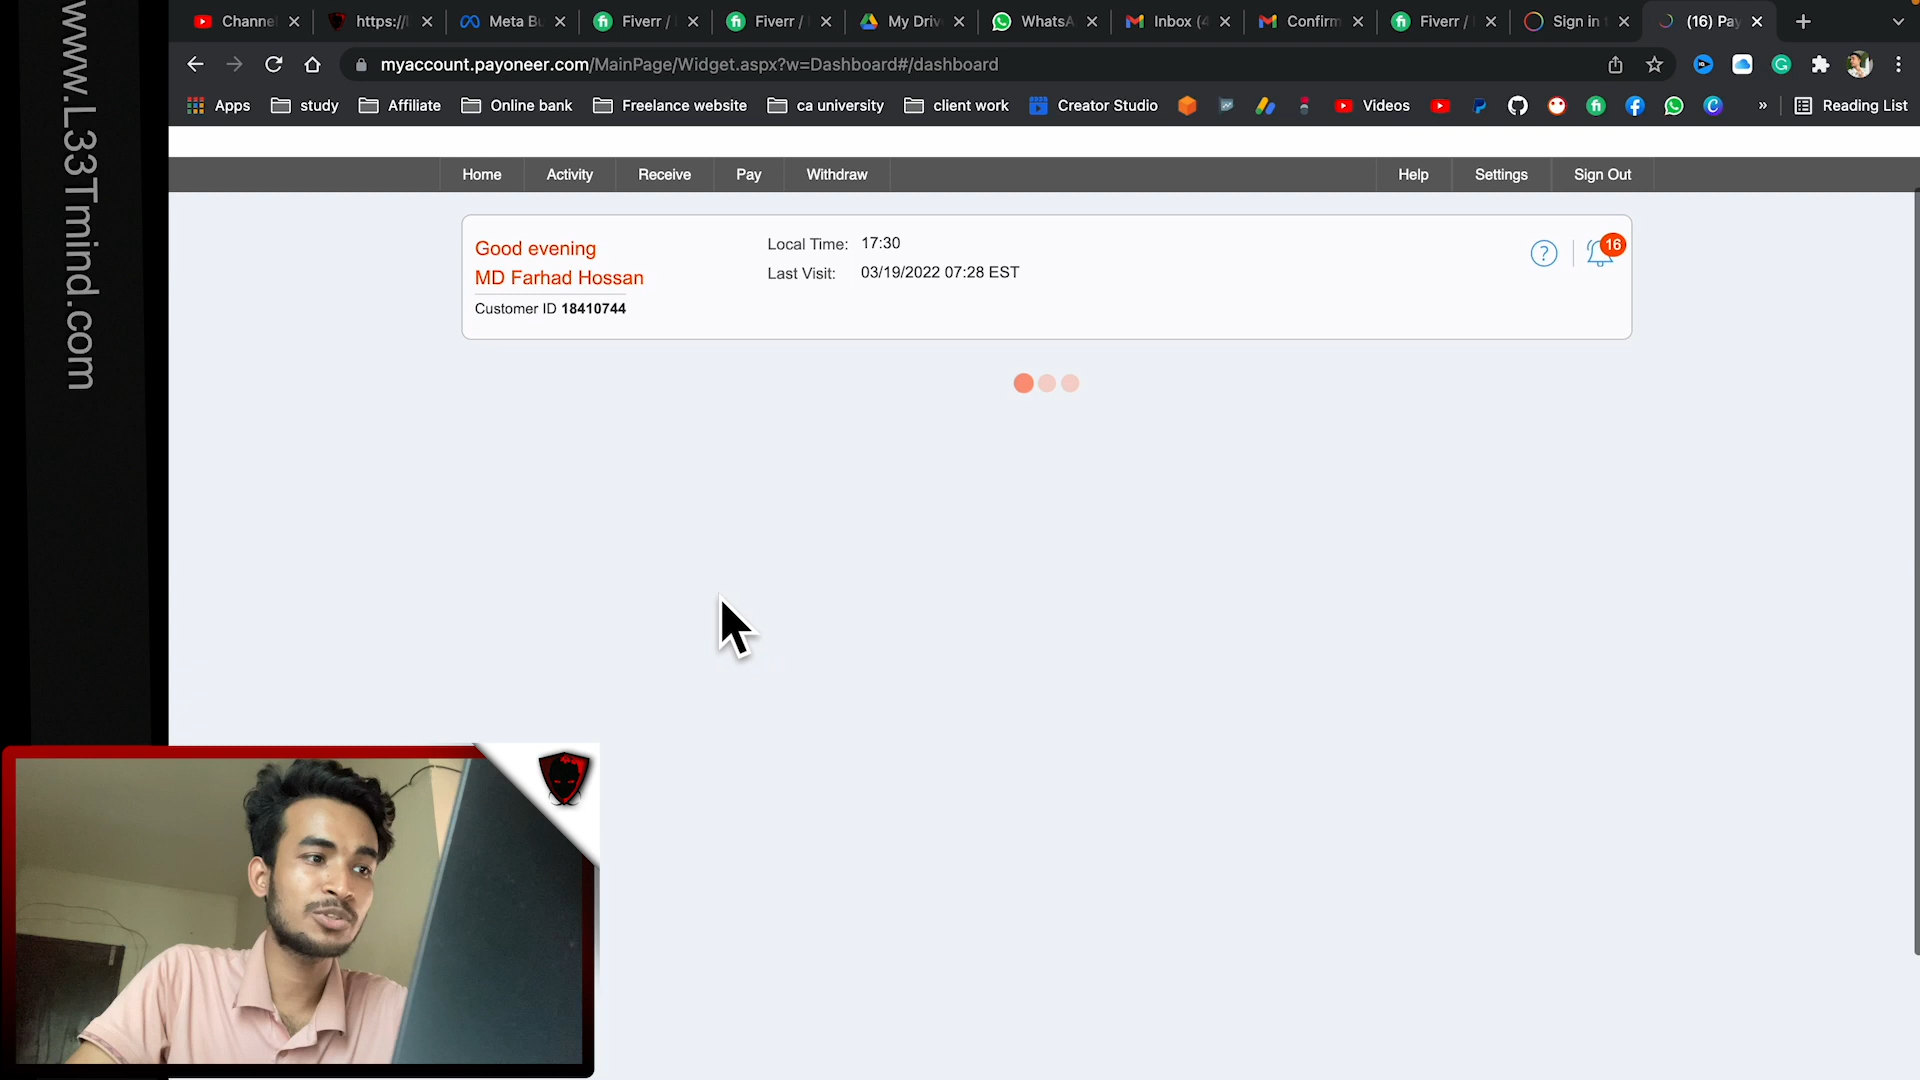 www.L33Tmind.com
Channe
https://
Meta Bu
Fiverr /
Fiverr /
My Driv
WhatsA
Inbox (4
Confirm
Fiverr /
Sign in
(16) Pay
myaccount.payoneer.com/MainPage/Widget.aspx?w=Dashboard#/dashboard
Apps study Affiliate Online bank Freelance website ca university client work Creator Studio Videos » Reading List
Home Activity Receive Pay Withdraw Help Settings Sign Out
Good evening
MD Farhad Hossan
Customer ID 18410744
Local Time: 17:30
Last Visit: 03/19/2022 07:28 EST
?
16